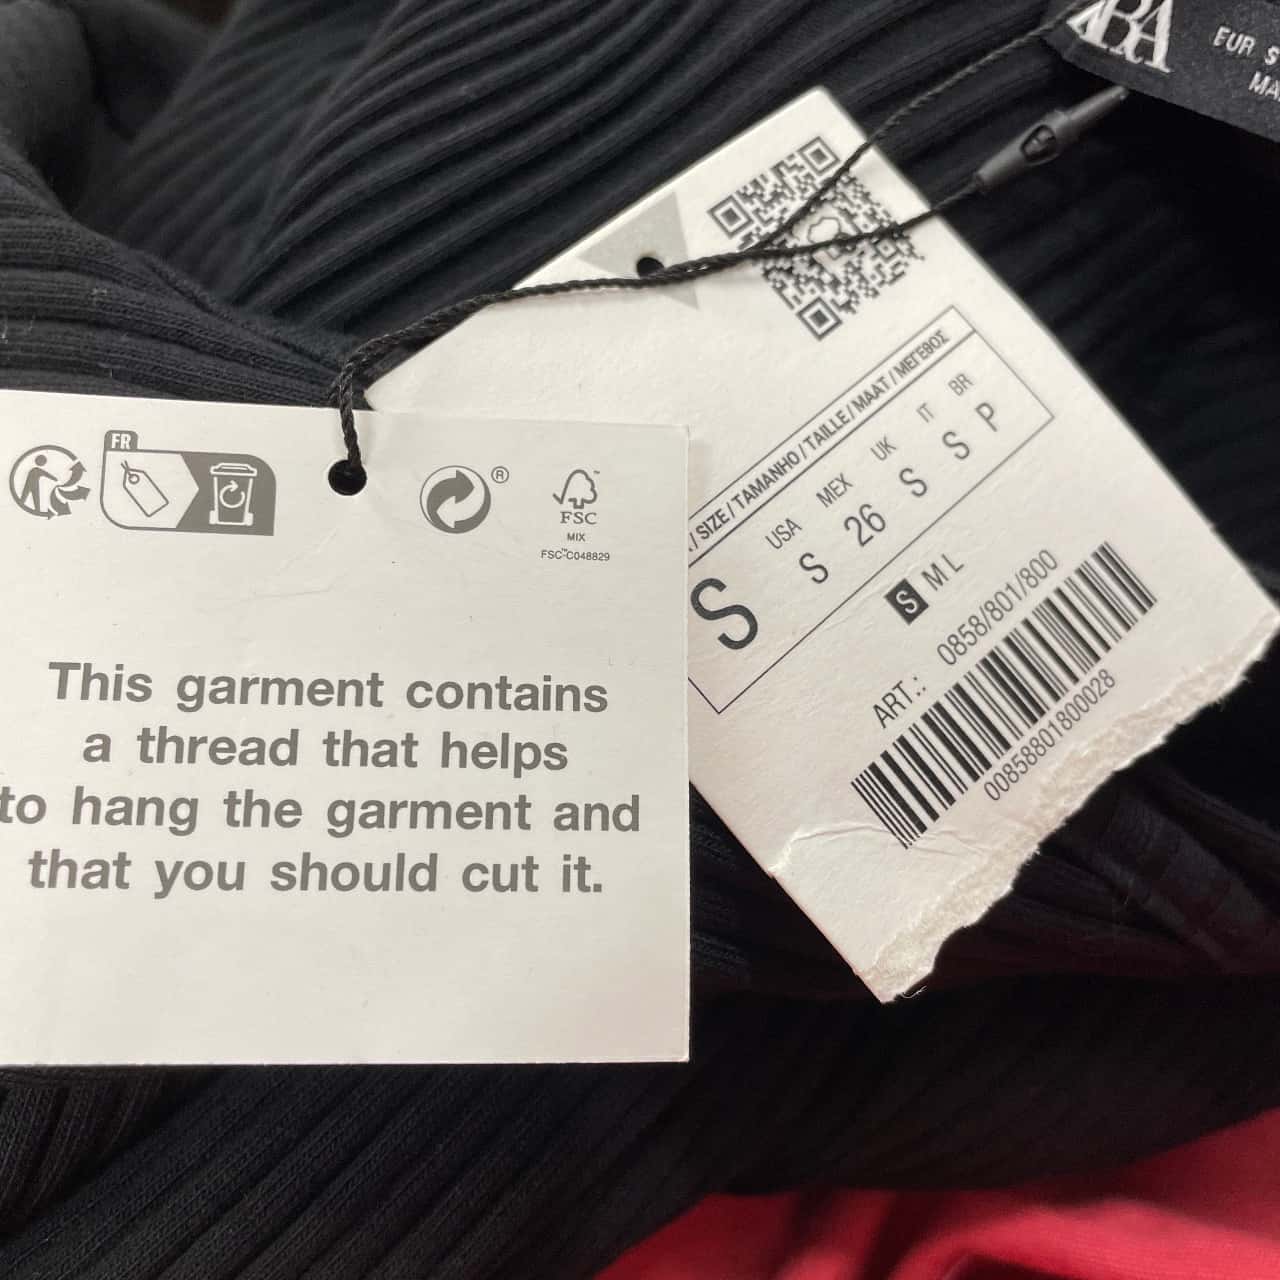 FR
®
FSC
MIX
FSC™C048829
This garment contains
a thread that helps
to hang the garment and
that you should cut it.
/ SIZE / TAMANHO / TAILLE / MAAT / ΜΕΓΕΘΟΣ
USA MEX UK IT BR
S S 26 S S P
S M L
ART.: 0858/801/800
00858801800028
EUR S